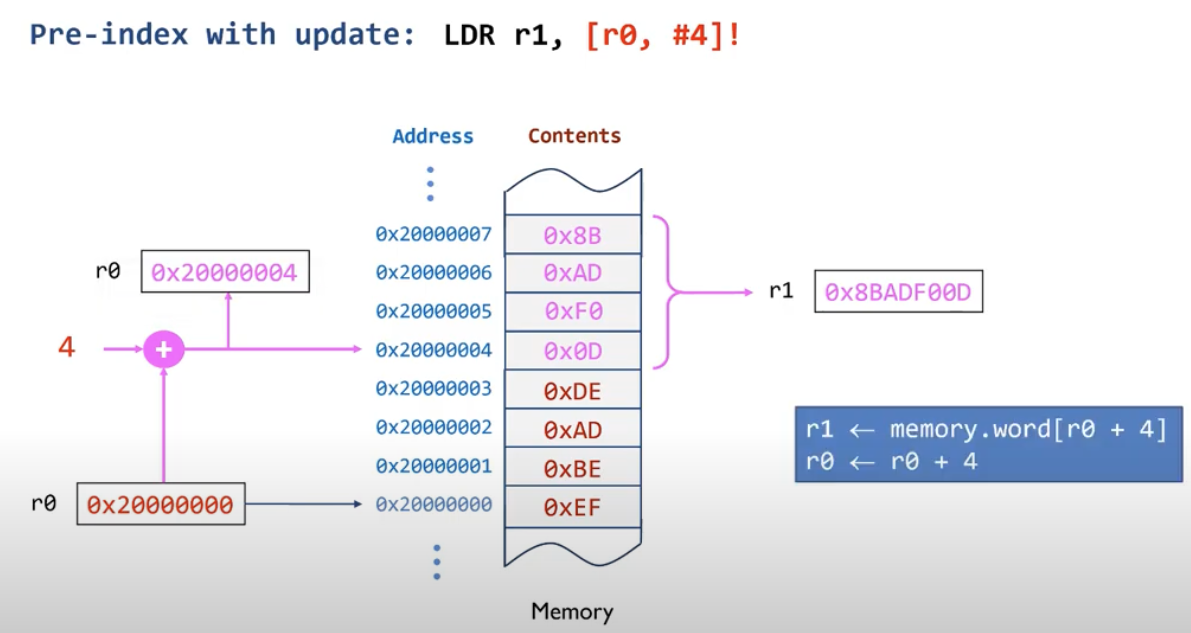 Pre-index with update: LDR r1, [r0, #4]!
Address Contents
0x20000007 0x8B
r0 0x20000004 0x20000006 0xAD
r1 0x8BADF00D
0x20000005 0xF0
4 + 0x20000004 0x0D
0x20000003 0xDE
0x20000002 0xAD
r1 ← memory.word[r0 + 4]
0x20000001 0xBE
r0 ← r0 + 4
r0 0x20000000 0x20000000 0xEF
Memory